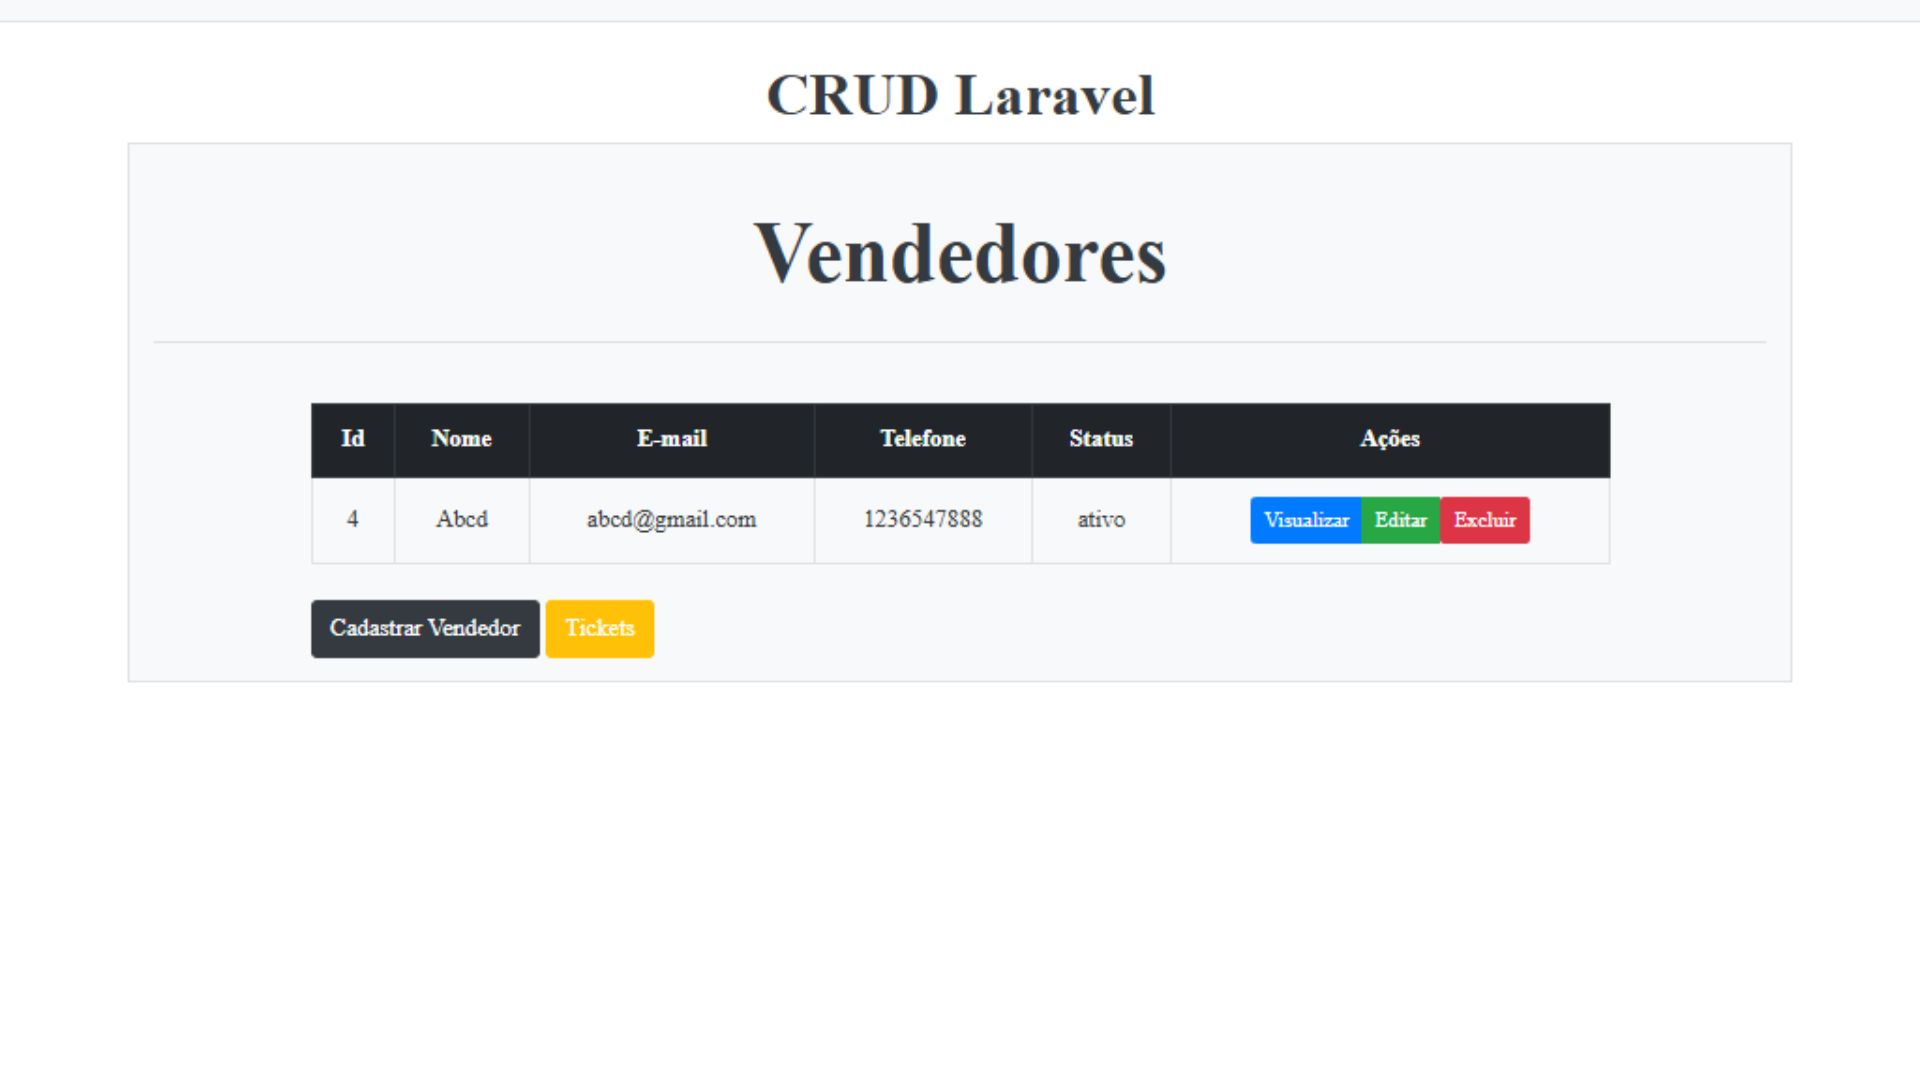 CRUD Laravel
Vendedores
Id Nome E-mail Telefone Status Ações
4 Abcd abcd@gmail.com 1236547888 ativo Visualizar Editar Excluir
Cadastrar Vendedor Tickets